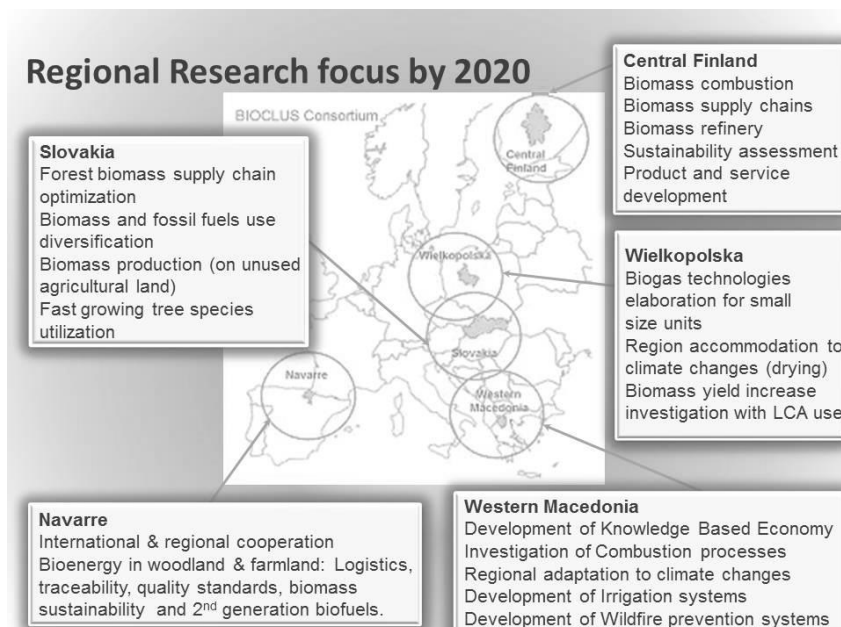 Regional Research focus by 2020
BIOCLUS Consortium
Central Finland
Biomass combustion
Biomass supply chains
Biomass refinery
Sustainability assessment
Product and service
development
Slovakia
Forest biomass supply chain
optimization
Biomass and fossil fuels use
diversification
Biomass production (on unused
agricultural land)
Fast growing tree species
utilization
Central
Finland
Wielkopolska
Slovakia
Navarre
Western
Macedonia
Wielkopolska
Biogas technologies
elaboration for small
size units
Region accommodation to
climate changes (drying)
Biomass yield increase
investigation with LCA use
Navarre
International & regional cooperation
Bioenergy in woodland & farmland: Logistics,
traceability, quality standards, biomass
sustainability and 2nd generation biofuels.
Western Macedonia
Development of Knowledge Based Economy
Investigation of Combustion processes
Regional adaptation to climate changes
Development of Irrigation systems
Development of Wildfire prevention systems